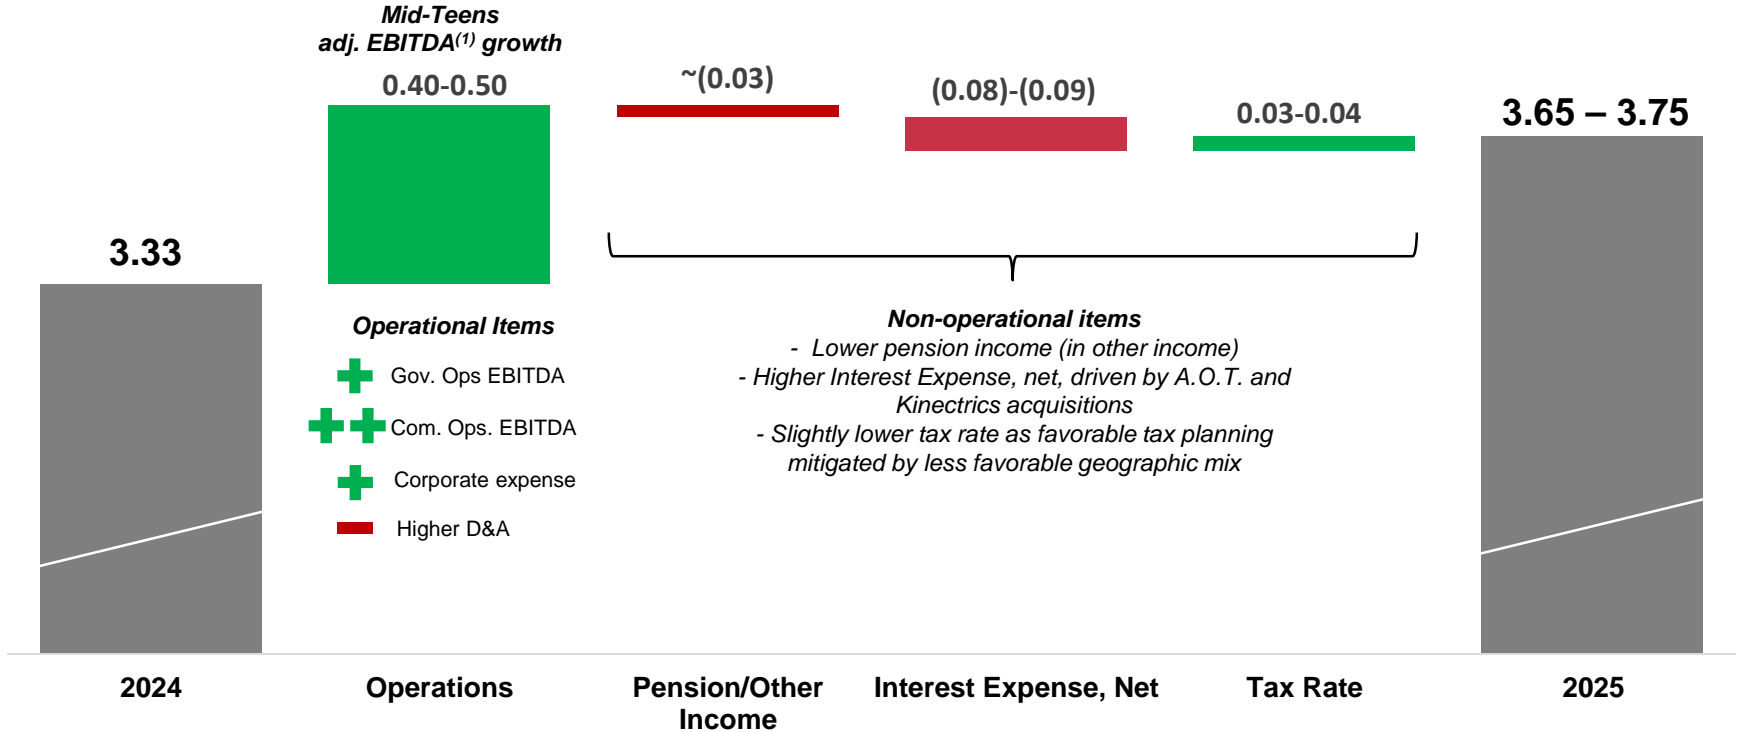 Mid-Teens
adj. EBITDA(1) growth
0.40-0.50
~(0.03)
(0.08)-(0.09)
0.03-0.04
3.65 – 3.75
3.33
Operational Items
Gov. Ops EBITDA
Com. Ops. EBITDA
Corporate expense
Higher D&A
Non-operational items
- Lower pension income (in other income)
- Higher Interest Expense, net, driven by A.O.T. and
Kinectrics acquisitions
- Slightly lower tax rate as favorable tax planning
mitigated by less favorable geographic mix
2024
Operations
Pension/Other
Income
Interest Expense, Net
Tax Rate
2025